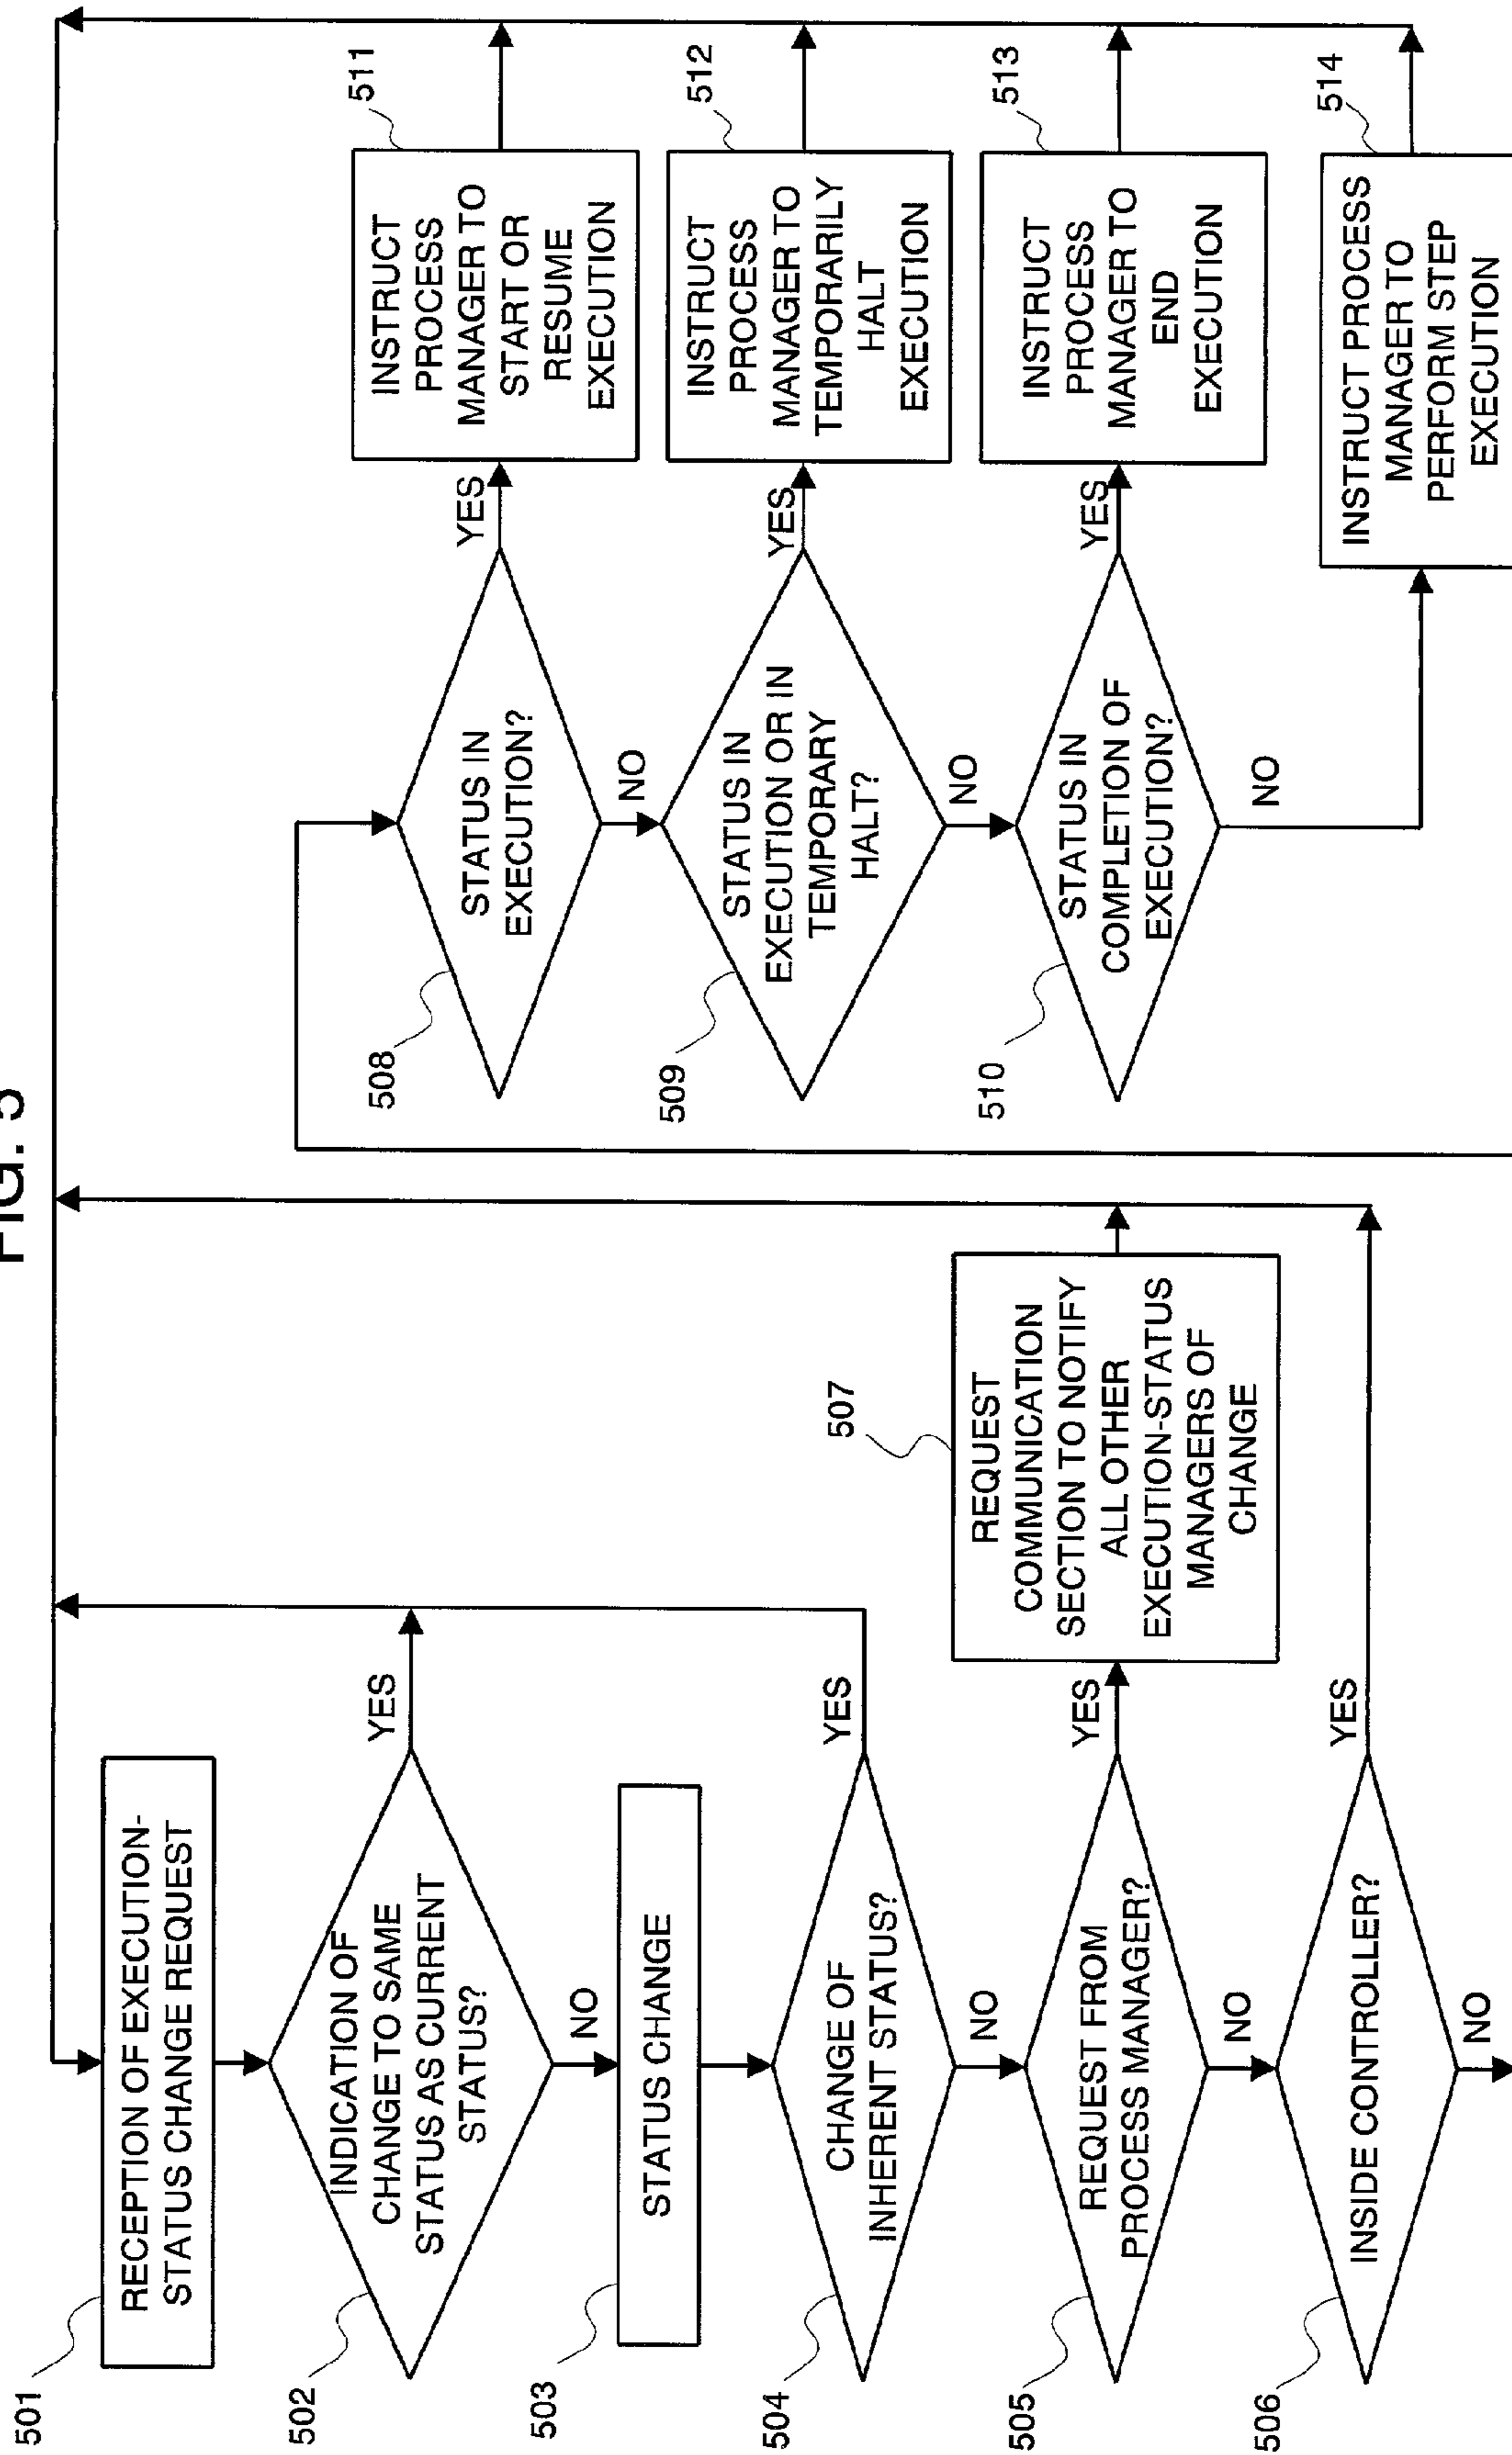 FIG. 5
501
RECEPTION OF EXECUTION-
STATUS CHANGE REQUEST
502
INDICATION OF
CHANGE TO SAME
STATUS AS CURRENT
STATUS?
YES
NO
503
STATUS CHANGE
504
CHANGE OF
INHERENT STATUS?
YES
NO
505
REQUEST FROM
PROCESS MANAGER?
YES
NO
507
REQUEST
COMMUNICATION
SECTION TO NOTIFY
ALL OTHER
EXECUTION-STATUS
MANAGERS OF
CHANGE
506
INSIDE CONTROLLER?
YES
NO
508
STATUS IN
EXECUTION?
YES
NO
511
INSTRUCT
PROCESS
MANAGER TO
START OR
RESUME
EXECUTION
509
STATUS IN
EXECUTION OR IN
TEMPORARY
HALT?
YES
NO
512
INSTRUCT
PROCESS
MANAGER TO
TEMPORARILY
HALT
EXECUTION
510
STATUS IN
COMPLETION OF
EXECUTION?
YES
NO
513
INSTRUCT
PROCESS
MANAGER TO
END
EXECUTION
514
INSTRUCT PROCESS
MANAGER TO
PERFORM STEP
EXECUTION